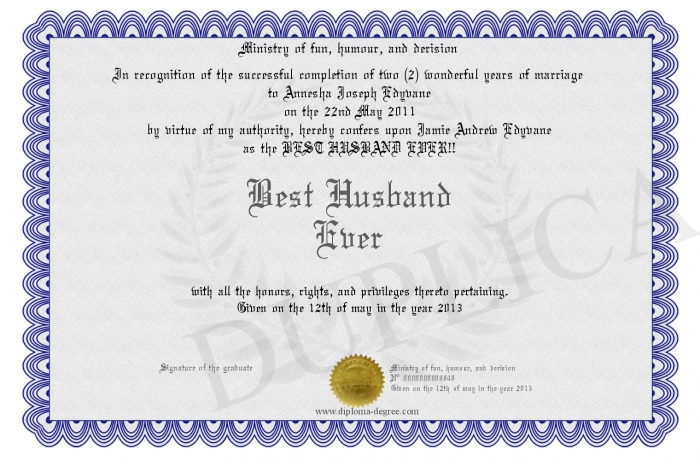 Ministry of fun, humour, and derision
In recognition of the successful completion of two (2) wonderful years of marriage
to Annesha Joseph Edyvane
on the 22nd May 2011
by virtue of my authority, hereby confers upon Jamie Andrew Edyvane
as the BEST HUSBAND EVER!!
Best Husband
Ever
with all the honors, rights, and privileges thereto pertaining.
Given on the 12th of may in the year 2013
Signature of the graduate
Ministry of fun, humour, and derision
N°
Given on the 12th of may in the year 2013
www.diploma-degree.com
DUPLICA